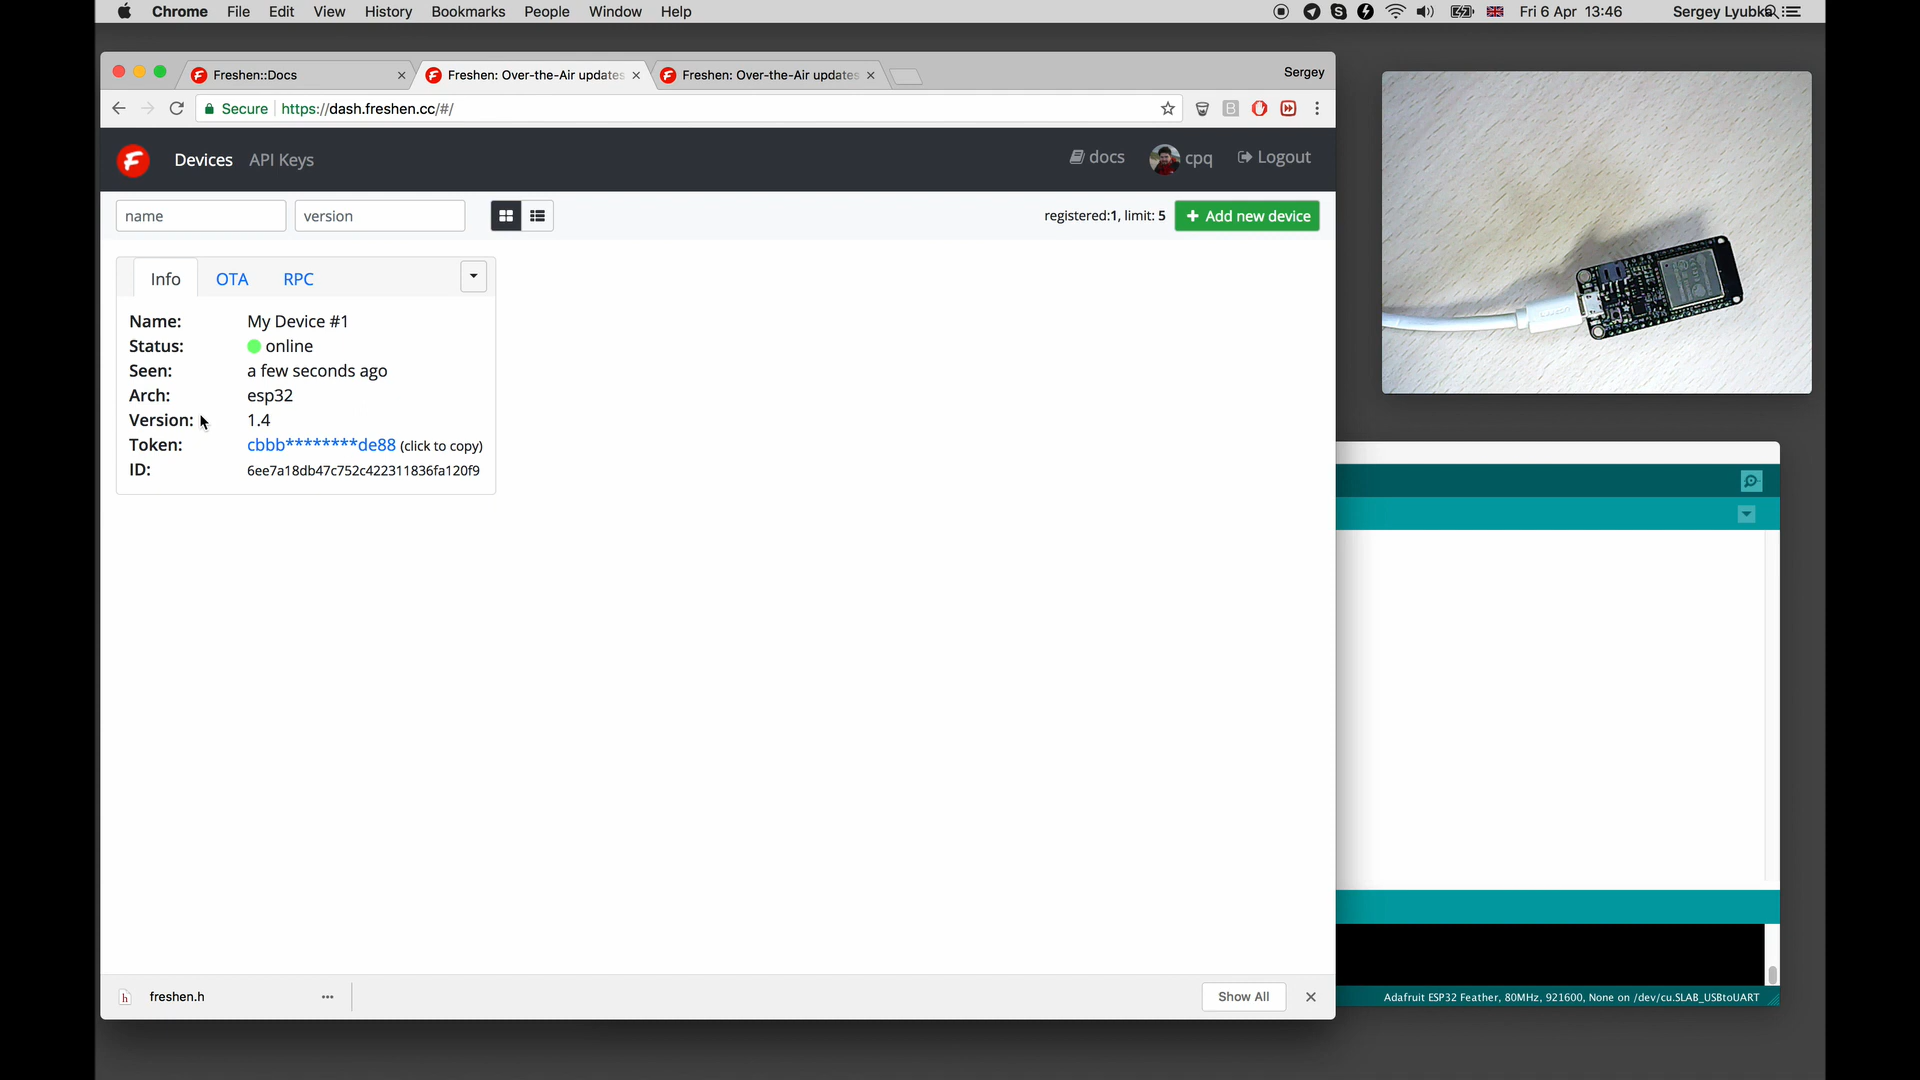 Chrome File Edit View History Bookmarks People Window Help Fri 6 Apr 13:46 Sergey Lyubka
Freshen::Docs Freshen: Over-the-Air updates Freshen: Over-the-Air updates Sergey
Secure https://dash.freshen.cc/#/
Devices API Keys docs cpq Logout
name version registered:1, limit: 5 + Add new device
Info OTA RPC
Name: My Device #1
Status: online
Seen: a few seconds ago
Arch: esp32
Version: 1.4
Token: cbbb********de88 (click to copy)
ID: 6ee7a18db47c752c422311836fa120f9
freshen.h Show All
Adafruit ESP32 Feather, 80MHz, 921600, None on /dev/cu.SLAB_USBtoUART